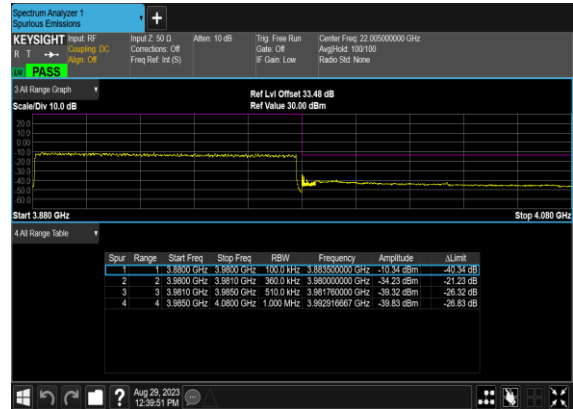 Spectrum Analyzer 1
Spurious Emissions
KEYSIGHT Input: RF Input Z: 50 Ω Atten: 10 dB Trig: Free Run Center Freq: 22.005000000 GHz
R T Coupling: DC Corrections: Off Gate: Off Avg|Hold: 100/100
Align: Off Freq Ref: Int (S) IF Gain: Low Radio Std: None
LW PASS
3 All Range Graph
Ref Lvl Offset 33.48 dB
Scale/Div 10.0 dB Ref Value 30.00 dBm
20.0
10.0
0.00
-10.0
-20.0
-30.0
-40.0
-50.0
-60.0
Start 3.880 GHz Stop 4.080 GHz
4 All Range Table
Spur Range Start Freq Stop Freq RBW Frequency Amplitude ΔLimit
1 1 3.8800 GHz 3.9800 GHz 100.0 kHz 3.883500000 GHz -10.34 dBm -40.34 dB
2 2 3.9800 GHz 3.9810 GHz 360.0 kHz 3.980000000 GHz -34.23 dBm -21.23 dB
3 3 3.9810 GHz 3.9850 GHz 510.0 kHz 3.981760000 GHz -39.32 dBm -26.32 dB
4 4 3.9850 GHz 4.0800 GHz 1.000 MHz 3.992916667 GHz -39.83 dBm -26.83 dB
Aug 29, 2023
12:39:51 PM